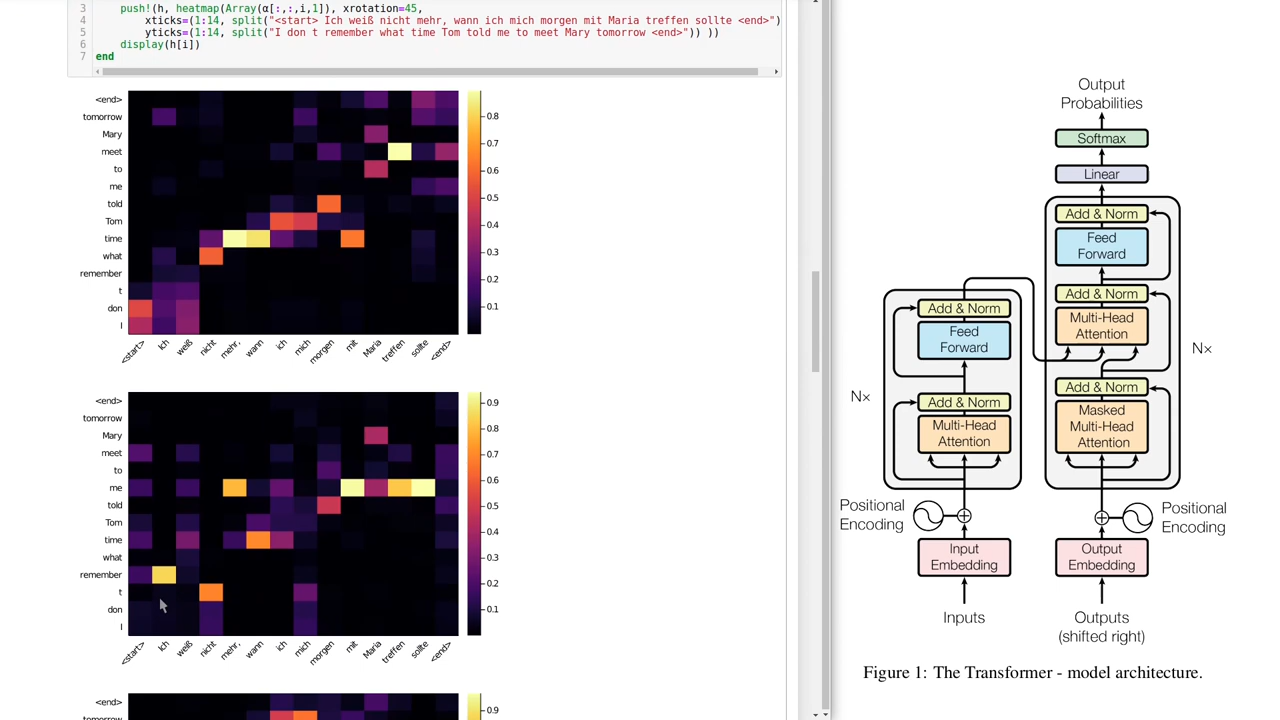 3 push!(h, heatmap(Array(α[:,:,i,1]), xrotation=45,
4 xticks=(1:14, split("<start> Ich weiß nicht mehr, wann ich mich morgen mit Maria treffen sollte <end>")
5 yticks=(1:14, split("I don t remember what time Tom told me to meet Mary tomorrow <end>")) ))
6 display(h[i])
7 end
<end>
tomorrow
Mary
meet
to
me
told
Tom
time
what
remember
t
don
I
0.8
0.7
0.6
0.5
0.4
0.3
0.2
0.1
<start> Ich weiß nicht mehr, wann ich mich morgen mit Maria treffen sollte <end>
<end>
tomorrow
Mary
meet
to
me
told
Tom
time
what
remember
t
don
I
0.9
0.8
0.7
0.6
0.5
0.4
0.3
0.2
0.1
<start> Ich weiß nicht mehr, wann ich mich morgen mit Maria treffen sollte <end>
<end>
tomorrow
0.9
Output
Probabilities
Softmax
Linear
Add & Norm
Feed
Forward
Add & Norm
Multi-Head
Attention
Add & Norm
Masked
Multi-Head
Attention
N×
Add & Norm
Feed
Forward
Add & Norm
Multi-Head
Attention
N×
Positional
Encoding
Positional
Encoding
Input
Embedding
Output
Embedding
Inputs
Outputs
(shifted right)
Figure 1: The Transformer - model architecture.